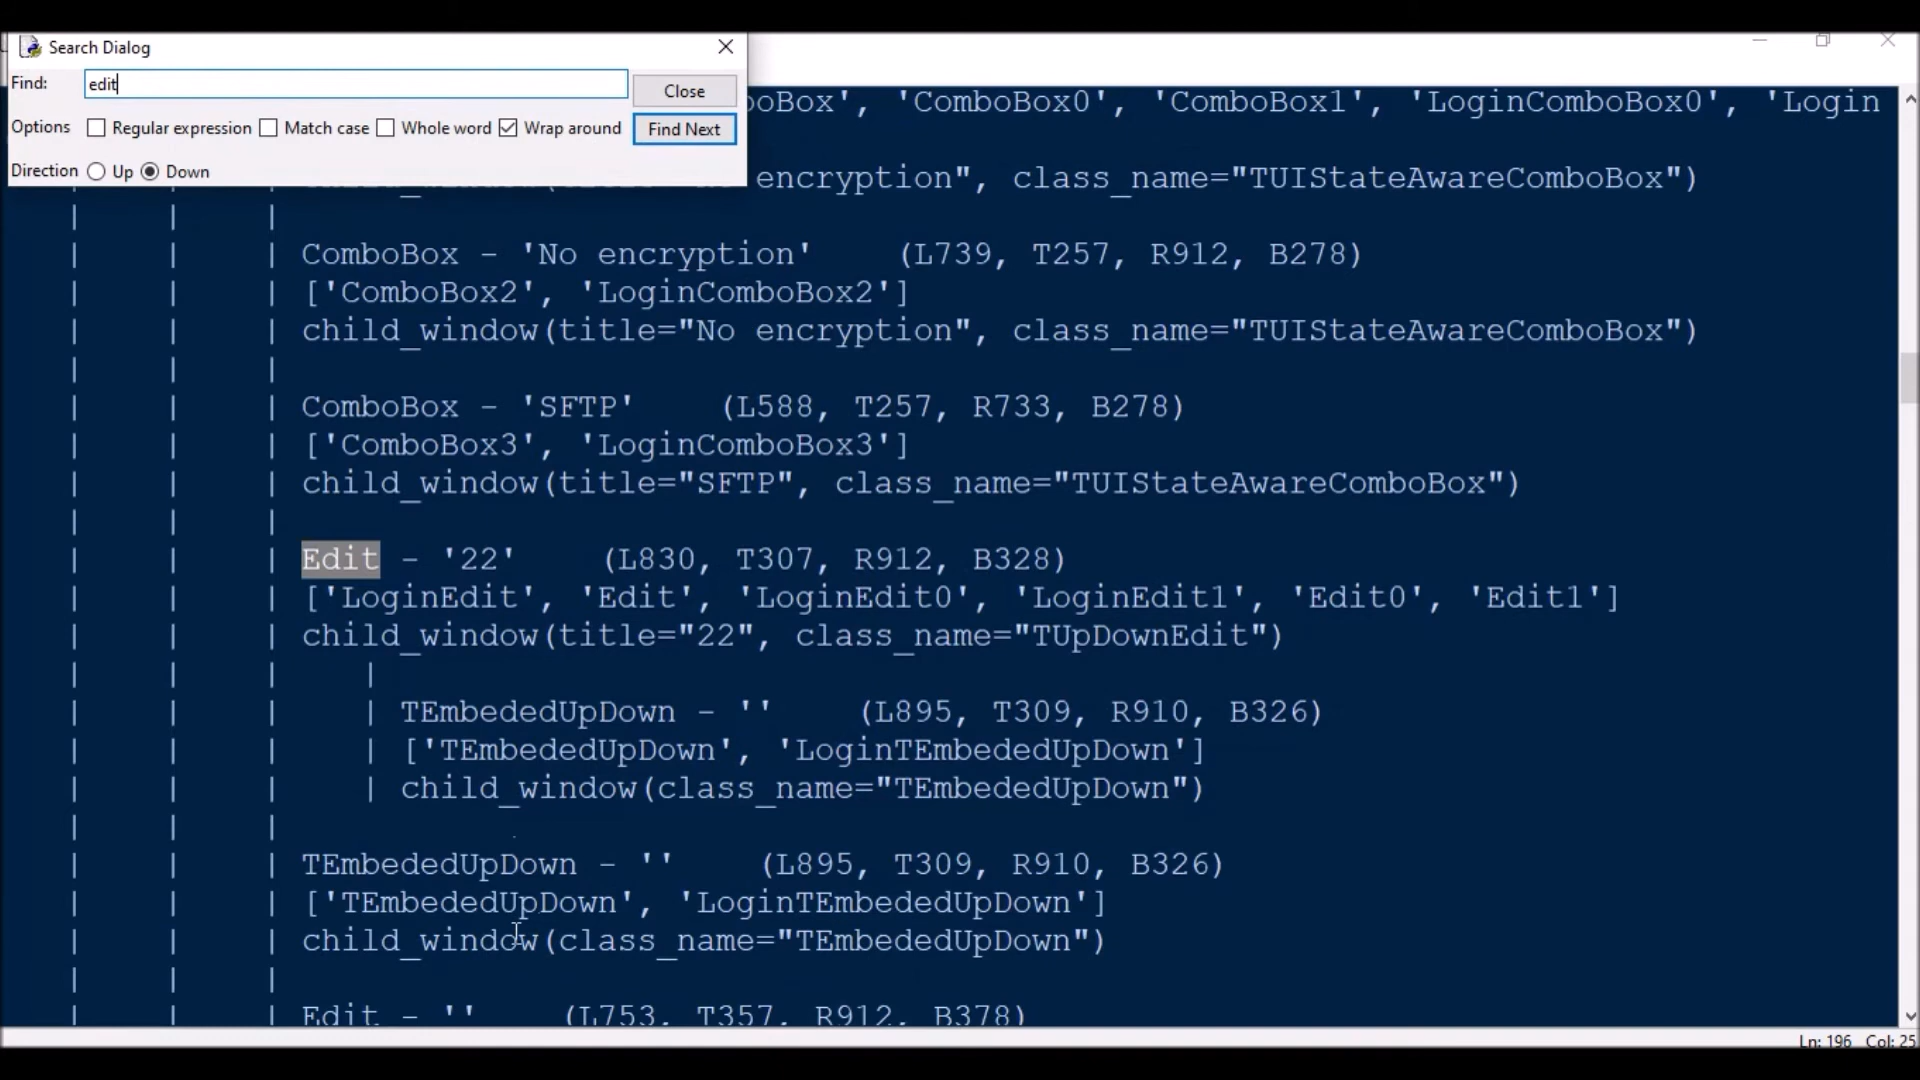 Search Dialog
Find: edit Close
Options Regular expression Match case Whole word Wrap around Find Next
Direction Up Down
boBox', 'ComboBox0', 'ComboBox1', 'LoginComboBox0', 'Login
encryption", class_name="TUIStateAwareComboBox")
|         |         |
|         |         | ComboBox - 'No encryption'    (L739, T257, R912, B278)
|         |         | ['ComboBox2', 'LoginComboBox2']
|         |         | child_window(title="No encryption", class_name="TUIStateAwareComboBox")
|         |         |
|         |         | ComboBox - 'SFTP'    (L588, T257, R733, B278)
|         |         | ['ComboBox3', 'LoginComboBox3']
|         |         | child_window(title="SFTP", class_name="TUIStateAwareComboBox")
|         |         |
|         |         | Edit - '22'    (L830, T307, R912, B328)
|         |         | ['LoginEdit', 'Edit', 'LoginEdit0', 'LoginEdit1', 'Edit0', 'Edit1']
|         |         | child_window(title="22", class_name="TUpDownEdit")
|         |         |    |
|         |         |    | TEmbededUpDown - ''    (L895, T309, R910, B326)
|         |         |    | ['TEmbededUpDown', 'LoginTEmbededUpDown']
|         |         |    | child_window(class_name="TEmbededUpDown")
|         |         |
|         |         | TEmbededUpDown - ''    (L895, T309, R910, B326)
|         |         | ['TEmbededUpDown', 'LoginTEmbededUpDown']
|         |         | child_window(class_name="TEmbededUpDown")
|         |         |
|         |         | Edit - ''    (L753, T357, R912, B378)
Ln: 196 Col: 25